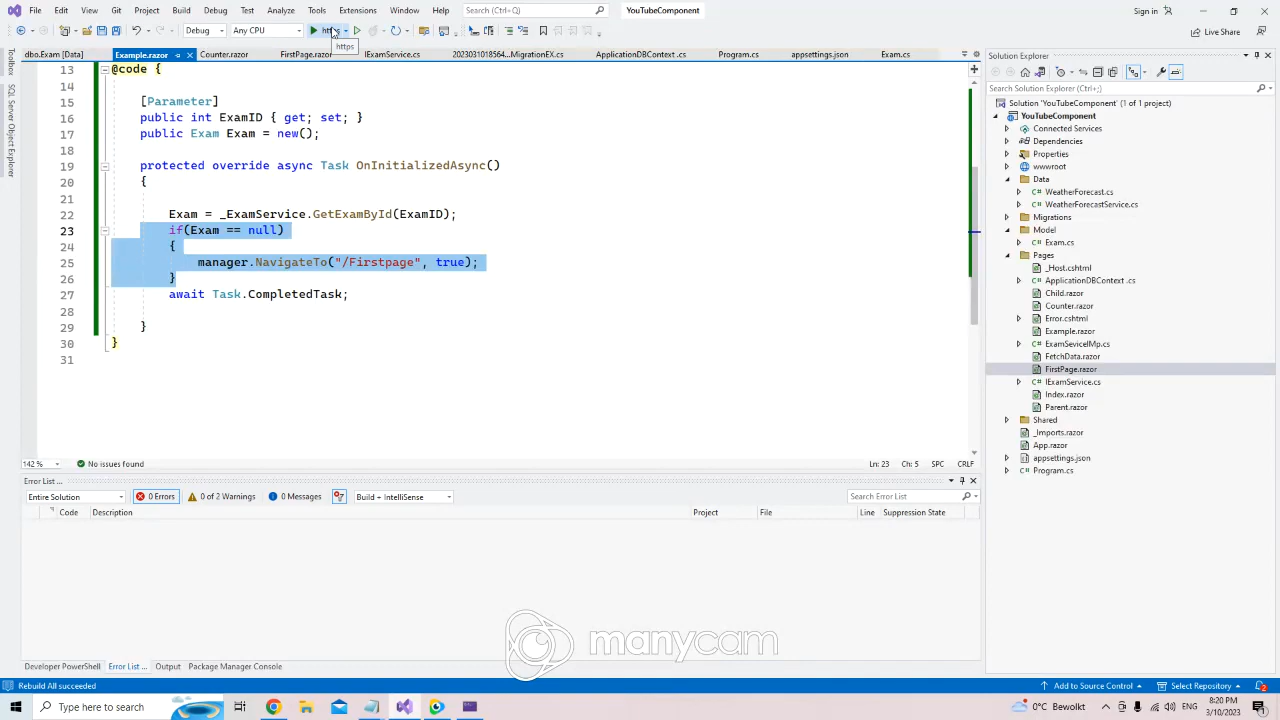 File Edit View Git Project Build Debug Test Analyze Tools Extensions Window Help Search (Ctrl+Q) YouTubeComponent Sign in
Debug Any CPU https Live Share
https
dbo.Exam [Data] Example.razor Counter.razor FirstPage.razor IExamService.cs 2023031018564...MigrationEX.cs ApplicationDBContext .cs Program.cs appsettings.json Exam.cs
Toolbox
SQL Server Object Explorer
13 @code {
14
15 [Parameter]
16 public int ExamID { get; set; }
17 public Exam Exam = new();
18
19 protected override async Task OnInitializedAsync()
20 {
21
22 Exam = _ExamService.GetExamById(ExamID);
23 if(Exam == null)
24 {
25 manager.NavigateTo("/Firstpage", true);
26 }
27 await Task.CompletedTask;
28
29 }
30 }
31
142 % No issues found Ln: 23 Ch: 5 SPC CRLF
Error List ...
Entire Solution 0 Errors 0 of 2 Warnings 0 Messages Build + IntelliSense Search Error List
Code Description Project File Line Suppression State
Developer PowerShell Error List ... Output Package Manager Console
Solution Explorer
Search Solution Explorer (Ctrl+;)
Solution 'YouTubeComponent' (1 of 1 project)
YouTubeComponent
Connected Services
Dependencies
Properties
wwwroot
Data
WeatherForecast.cs
WeatherForecastService.cs
Migrations
Model
Exam.cs
Pages
_Host.cshtml
ApplicationDBContext .cs
Child.razor
Counter.razor
Error.cshtml
Example.razor
ExamSeviceIMp.cs
FetchData.razor
FirstPage.razor
IExamService.cs
Index.razor
Parent.razor
Shared
_Imports.razor
App.razor
appsettings.json
Program.cs
manycam
Rebuild All succeeded Add to Source Control Select Repository 2
Type here to search 0°C Bewolkt 8:20 PM
3/10/2023